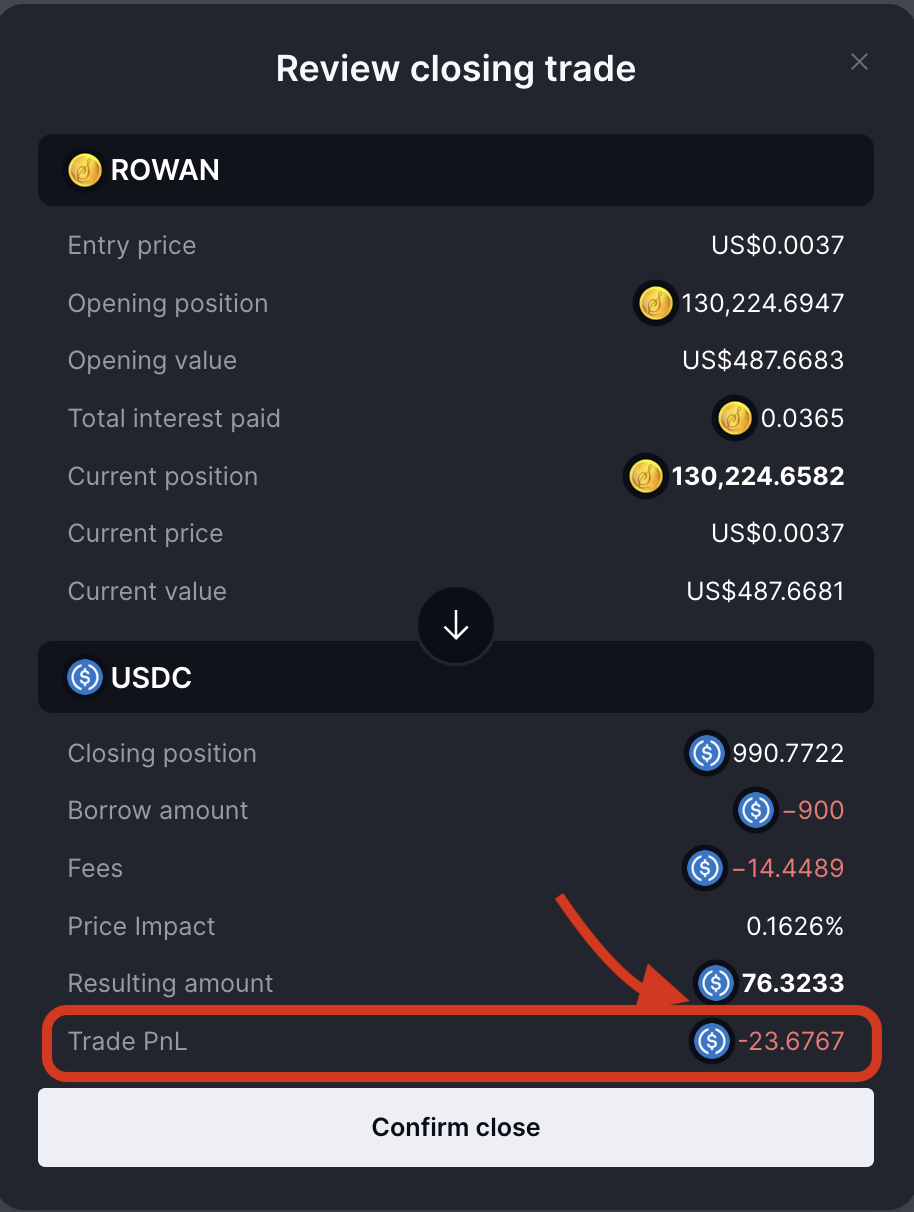 Review closing trade
ROWAN
Entry price US$0.0037
Opening position 130,224.6947
Opening value US$487.6683
Total interest paid 0.0365
Current position 130,224.6582
Current price US$0.0037
Current value US$487.6681
USDC
Closing position 990.7722
Borrow amount −900
Fees −14.4489
Price Impact 0.1626%
Resulting amount 76.3233
Trade PnL -23.6767
Confirm close